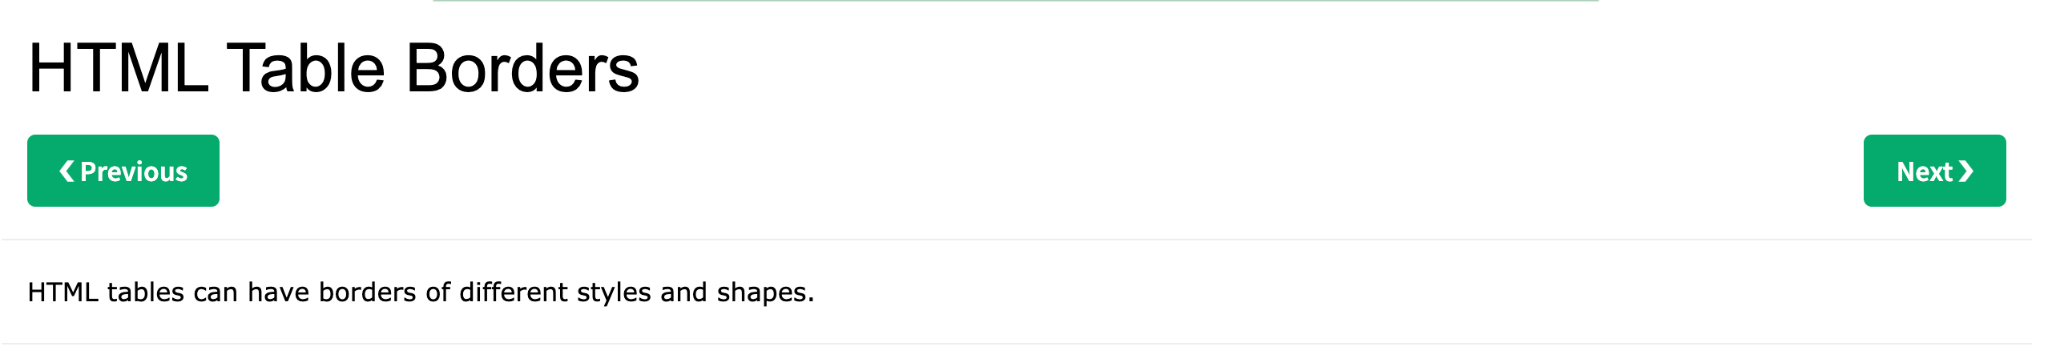 HTML Table Borders
❮ Previous
Next ❯
HTML tables can have borders of different styles and shapes.